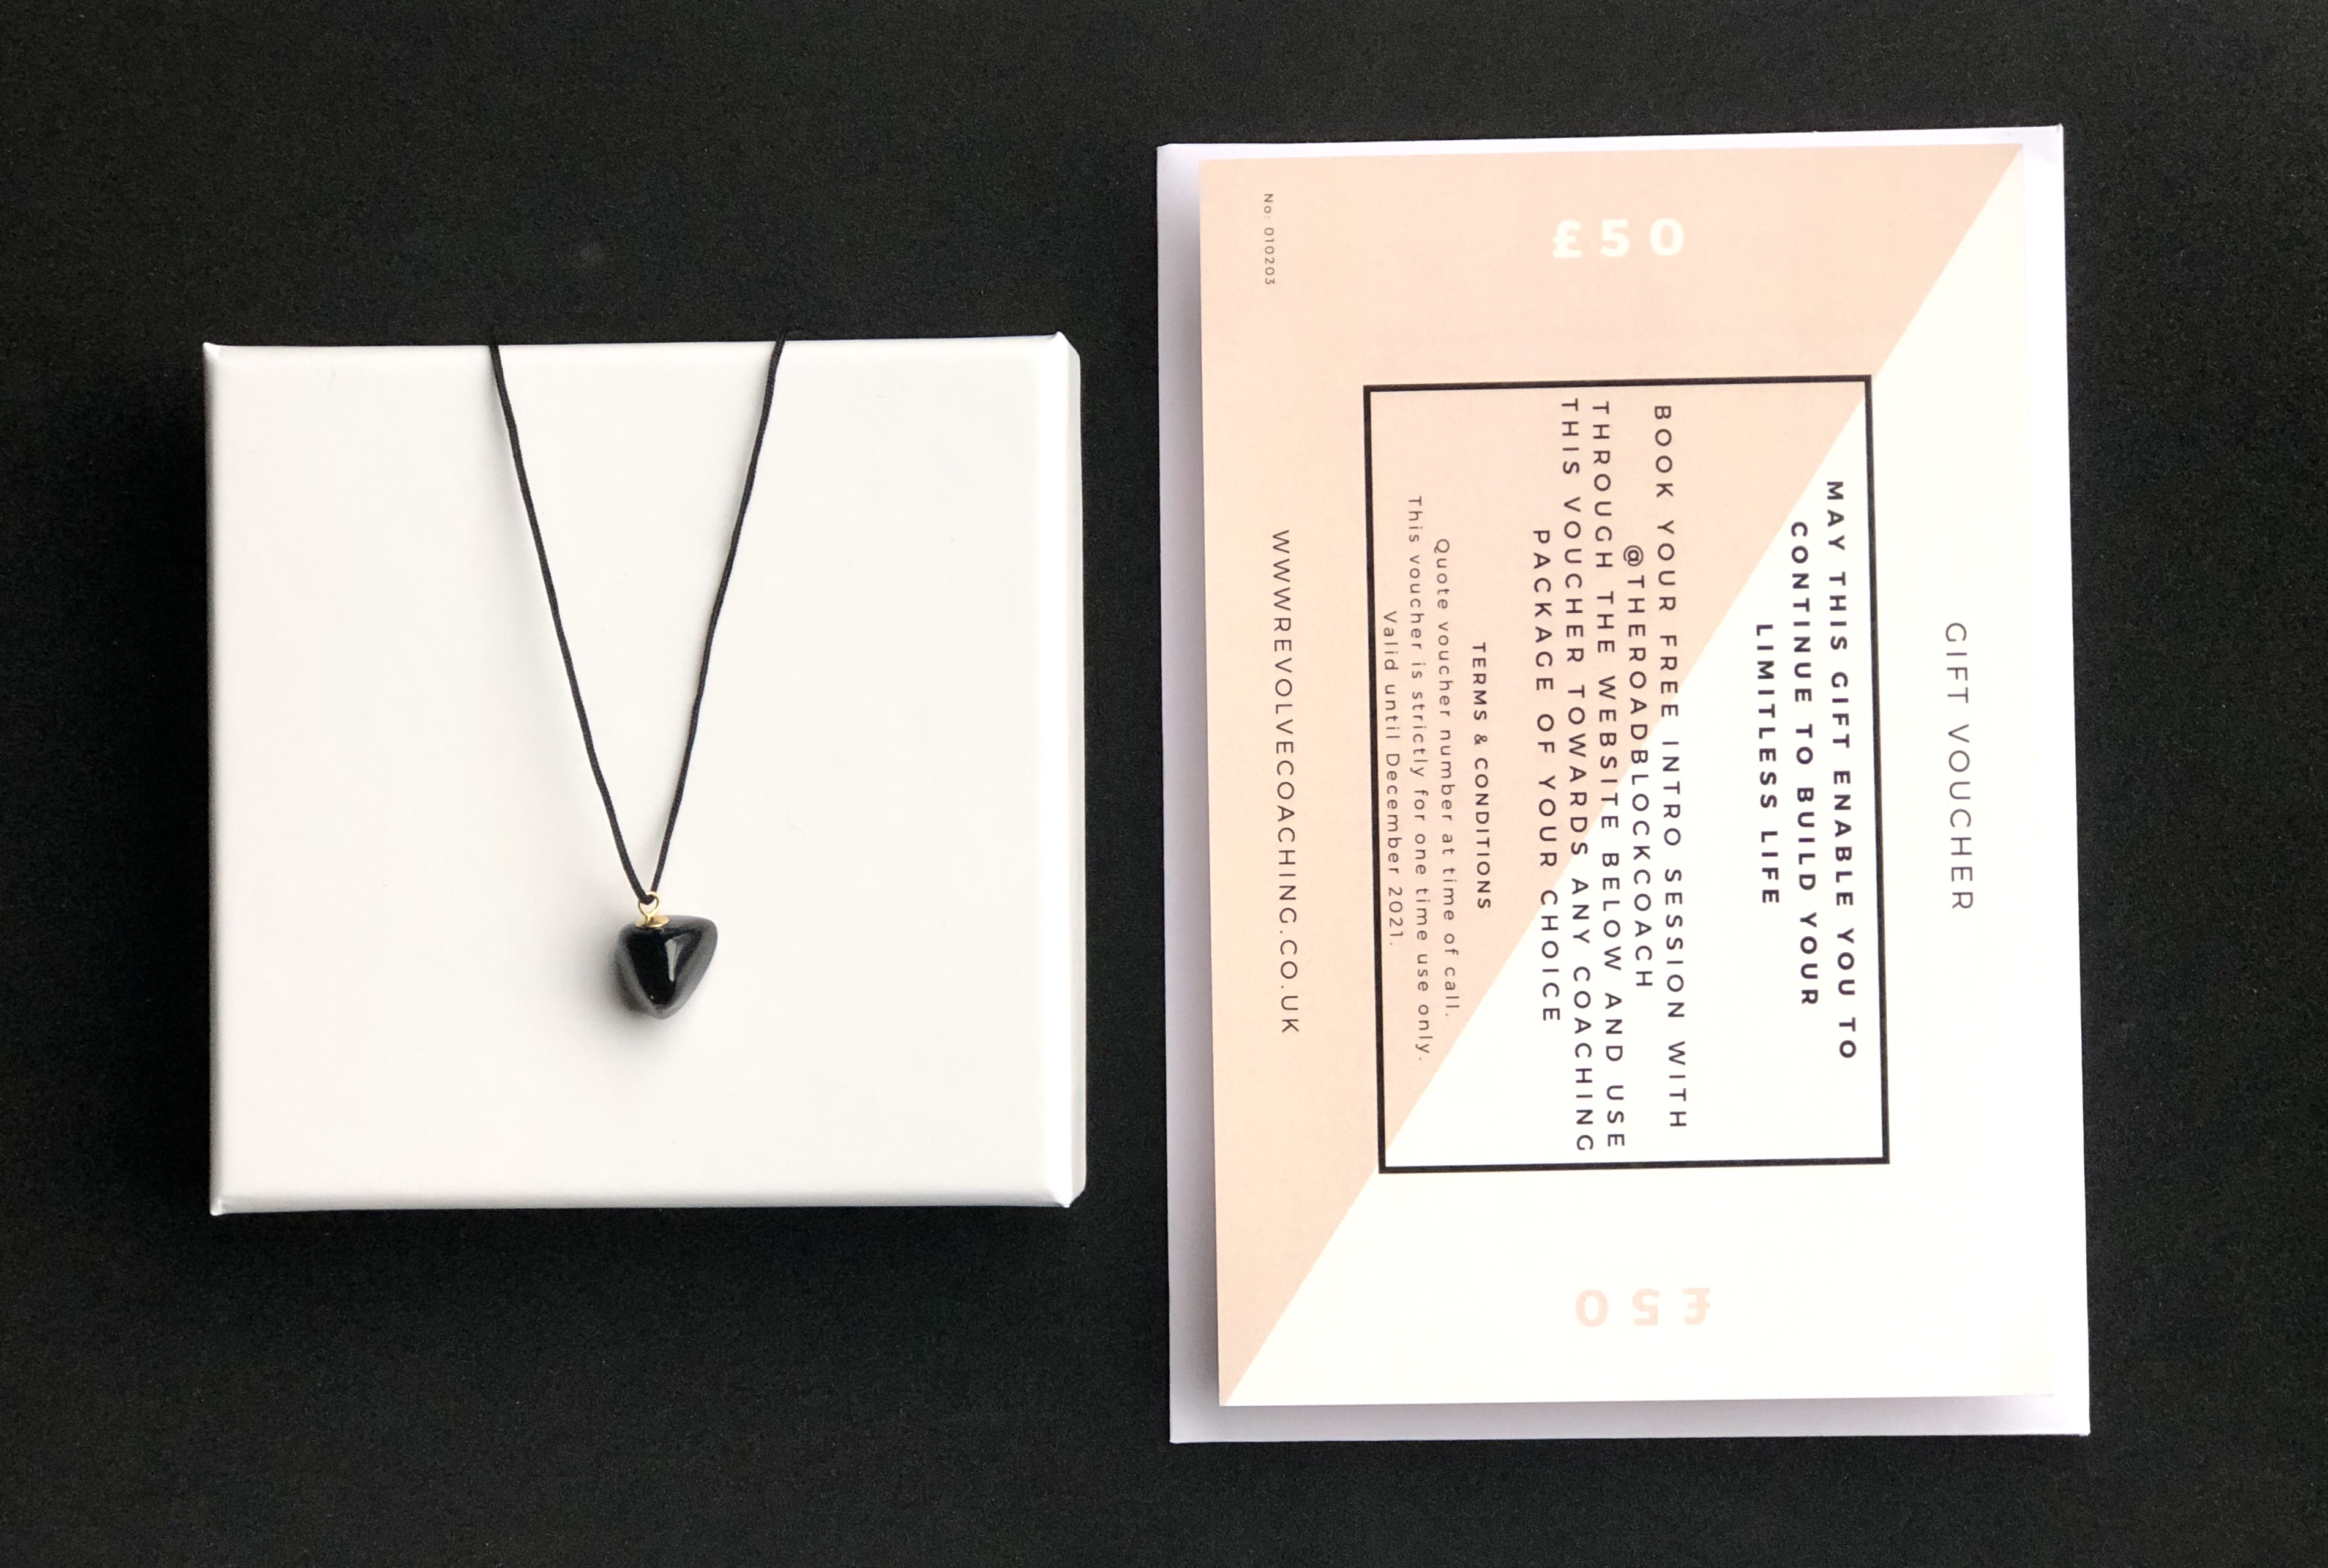 GIFT VOUCHER
MAY THIS GIFT ENABLE YOU TO
CONTINUE TO BUILD YOUR
LIMITLESS LIFE
BOOK YOUR FREE INTRO SESSION WITH
@THEROADBLOCKCOACH
THROUGH THE WEBSITE BELOW AND USE
THIS VOUCHER TOWARDS ANY COACHING
PACKAGE OF YOUR CHOICE
TERMS & CONDITIONS
Quote voucher number at time of call.
This voucher is strictly for one time use only.
Valid until December 2021.
WWW.REVOLVECOACHING.CO.UK
No: 010203
£50
£50